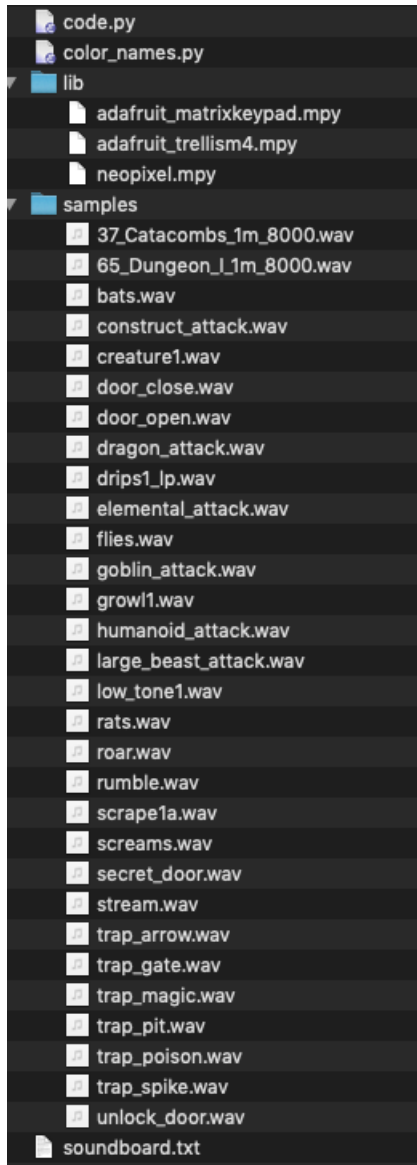 code.py
color_names.py
lib
adafruit_matrixkeypad.mpy
adafruit_trellism4.mpy
neopixel.mpy
samples
37_Catacombs_1m_8000.wav
65_Dungeon_I_1m_8000.wav
bats.wav
construct_attack.wav
creature1.wav
door_close.wav
door_open.wav
dragon_attack.wav
drips1_lp.wav
elemental_attack.wav
flies.wav
goblin_attack.wav
growl1.wav
humanoid_attack.wav
large_beast_attack.wav
low_tone1.wav
rats.wav
roar.wav
rumble.wav
scrape1a.wav
screams.wav
secret_door.wav
stream.wav
trap_arrow.wav
trap_gate.wav
trap_magic.wav
trap_pit.wav
trap_poison.wav
trap_spike.wav
unlock_door.wav
soundboard.txt